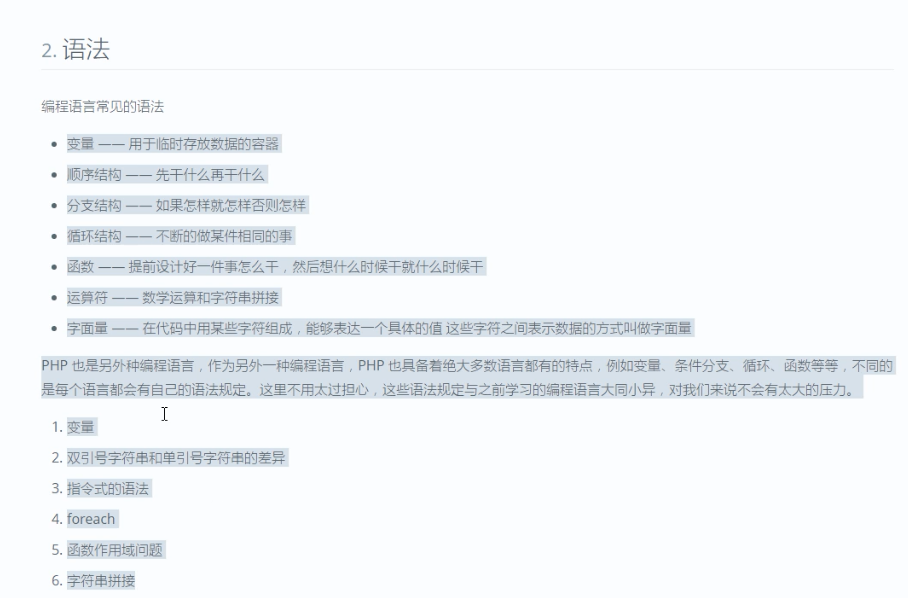 2. 语法
编程语言常见的语法
变量 —— 用于临时存放数据的容器
顺序结构 —— 先干什么再干什么
分支结构 —— 如果怎样就怎样否则怎样
循环结构 —— 不断的做某件相同的事
函数 —— 提前设计好一件事怎么干，然后想什么时候干就什么时候干
运算符 —— 数学运算和字符串拼接
字面量 —— 在代码中用某些字符组成，能够表达一个具体的值 这些字符之间表示数据的方式叫做字面量
PHP 也是另外种编程语言，作为另外一种编程语言，PHP 也具备着绝大多数语言都有的特点，例如变量、条件分支、循环、函数等等，不同的
是每个语言都会有自己的语法规定。这里不用太过担心，这些语法规定与之前学习的编程语言大同小异，对我们来说不会有太大的压力。
1. 变量
2. 双引号字符串和单引号字符串的差异
3. 指令式的语法
4. foreach
5. 函数作用域问题
6. 字符串拼接